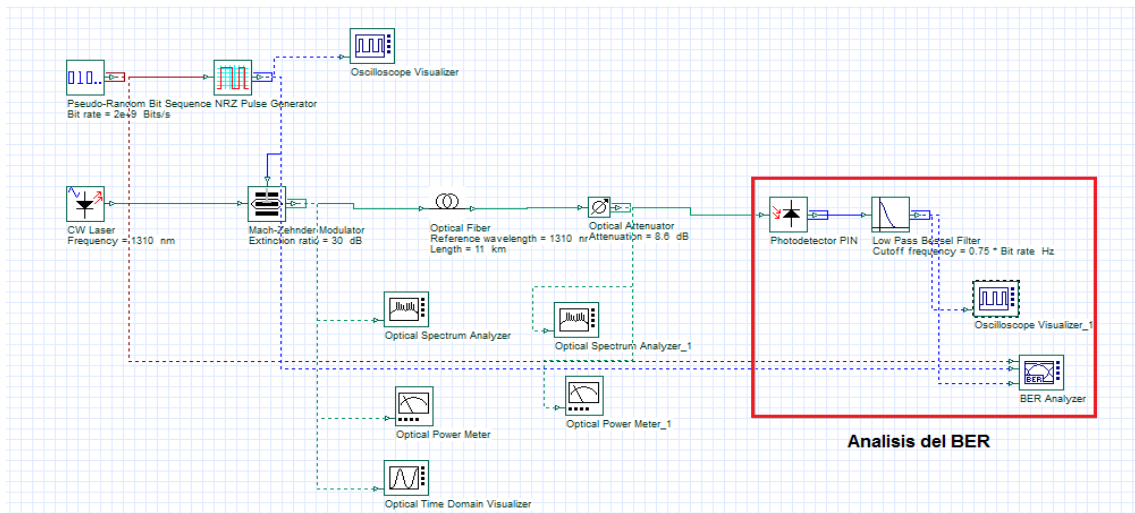 Oscilloscope Visualizer
Pseudo-Random Bit Sequence NRZ Pulse Generator
Bit rate = 2e+9 Bits/s
CW Laser
Frequency = 1310 nm
Mach-Zehnder Modulator
Extinction ratio = 30 dB
Optical Fiber
Reference wavelength = 1310 nm
Length = 11 km
Optical Attenuator
Attenuation = 8.6 dB
Photodetector PIN
Low Pass Bessel Filter
Cutoff frequency = 0.75 * Bit rate Hz
Oscilloscope Visualizer_1
Optical Spectrum Analyzer
Optical Spectrum Analyzer_1
BER
BER Analyzer
Optical Power Meter
Optical Power Meter_1
Analisis del BER
Optical Time Domain Visualizer